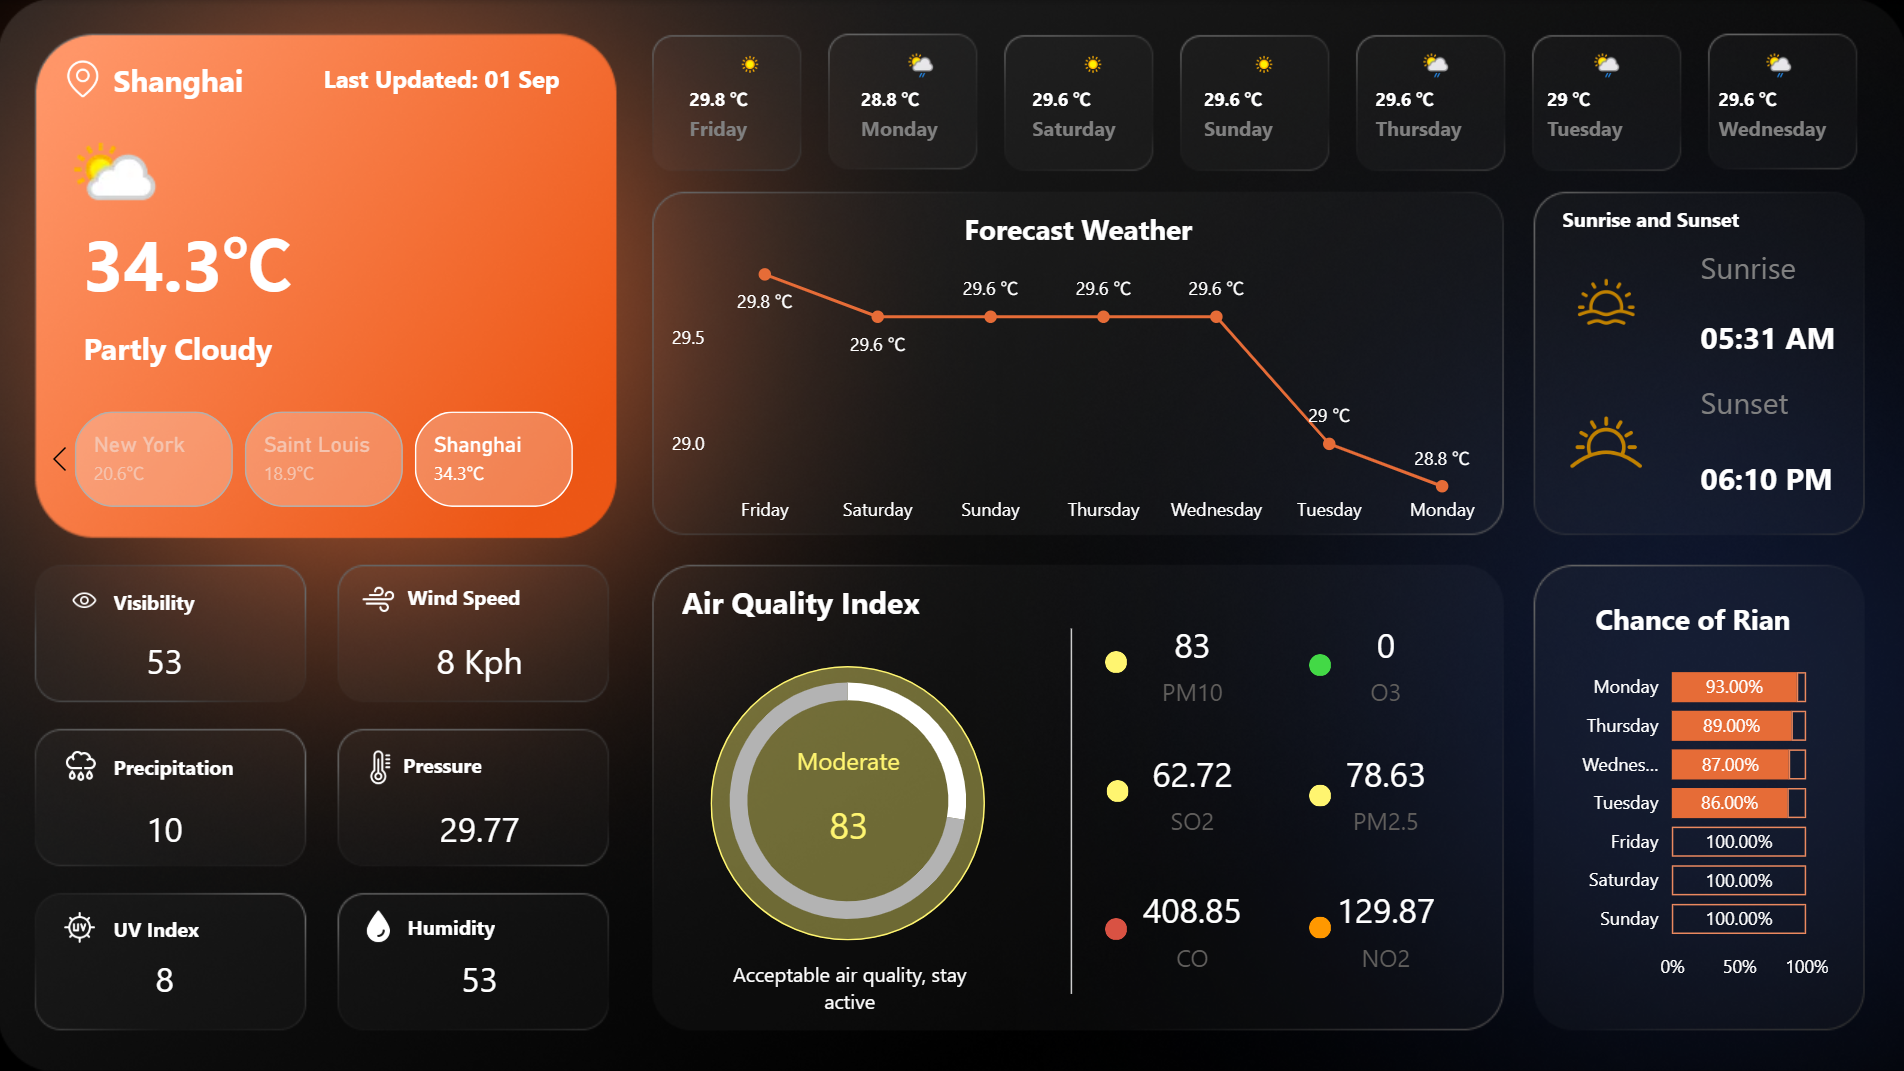 Shanghai
Last Updated: 01 Sep
34.3°C
Partly Cloudy
New York
20.6°C
Saint Louis
18.9°C
Shanghai
34.3°C
29.8 °C
Friday
28.8 °C
Monday
29.6 °C
Saturday
29.6 °C
Sunday
29.6 °C
Thursday
29 °C
Tuesday
29.6 °C
Wednesday
Forecast Weather
29.5
29.0
29.8 °C
29.6 °C
29.6 °C
29.6 °C
29.6 °C
29 °C
28.8 °C
Friday
Saturday
Sunday
Thursday
Wednesday
Tuesday
Monday
Sunrise and Sunset
Sunrise
05:31 AM
Sunset
06:10 PM
Visibility
53
Wind Speed
8 Kph
Precipitation
10
Pressure
29.77
UV Index
UV
8
Humidity
53
Air Quality Index
Moderate
83
Acceptable air quality, stay
active
83
PM10
0
O3
62.72
SO2
78.63
PM2.5
408.85
CO
129.87
NO2
Chance of Rian
Monday 93.00%
Thursday 89.00%
Wednes... 87.00%
Tuesday 86.00%
Friday 100.00%
Saturday 100.00%
Sunday 100.00%
0% 50% 100%